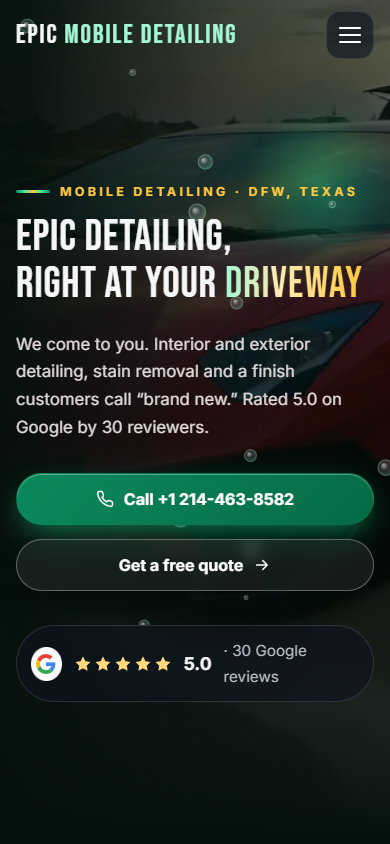 EPIC MOBILE DETAILING
MOBILE DETAILING · DFW, TEXAS
EPIC DETAILING,
RIGHT AT YOUR DRIVEWAY
We come to you. Interior and exterior
detailing, stain removal and a finish
customers call “brand new.” Rated 5.0 on
Google by 30 reviewers.
Call +1 214-463-8582
Get a free quote →
5.0 · 30 Google
reviews